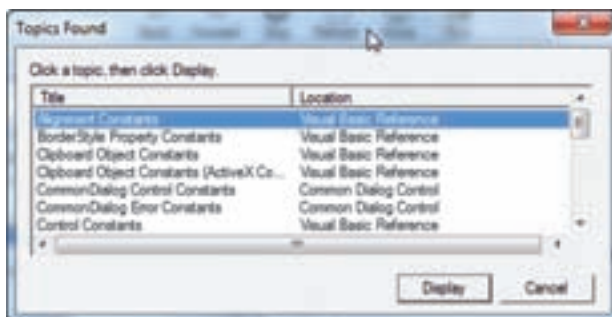 Topics Found
Click a topic, then click Display.
Title Location
Alignment Constants Visual Basic Reference
BorderStyle Property Constants Visual Basic Reference
Clipboard Object Constants Visual Basic Reference
Clipboard Object Constants (ActiveX Co... Visual Basic Reference
CommonDialog Control Constants Common Dialog Control
CommonDialog Error Constants Common Dialog Control
Control Constants Visual Basic Reference
Display Cancel